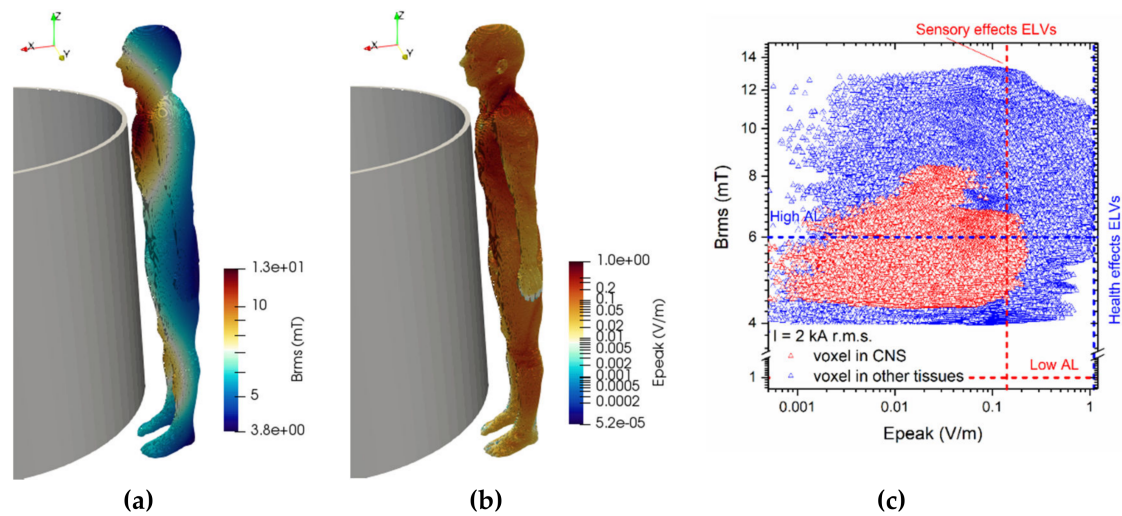 Z
X
Y
1.3e+01
10
5
3.8e+00
Brms (mT)
(a)
Z
X
Y
1.0e+00
0.2
0.1
0.05
0.02
0.01
0.005
0.002
0.001
0.0005
0.0002
5.2e-05
Epeak (V/m)
(b)
Sensory effects ELVs
14
12
10
8
6
4
1
Brms (mT)
High AL
Health effects ELVs
I = 2 kA r.m.s.
voxel in CNS
voxel in other tissues
Low AL
0.001
0.01
0.1
1
Epeak (V/m)
(c)